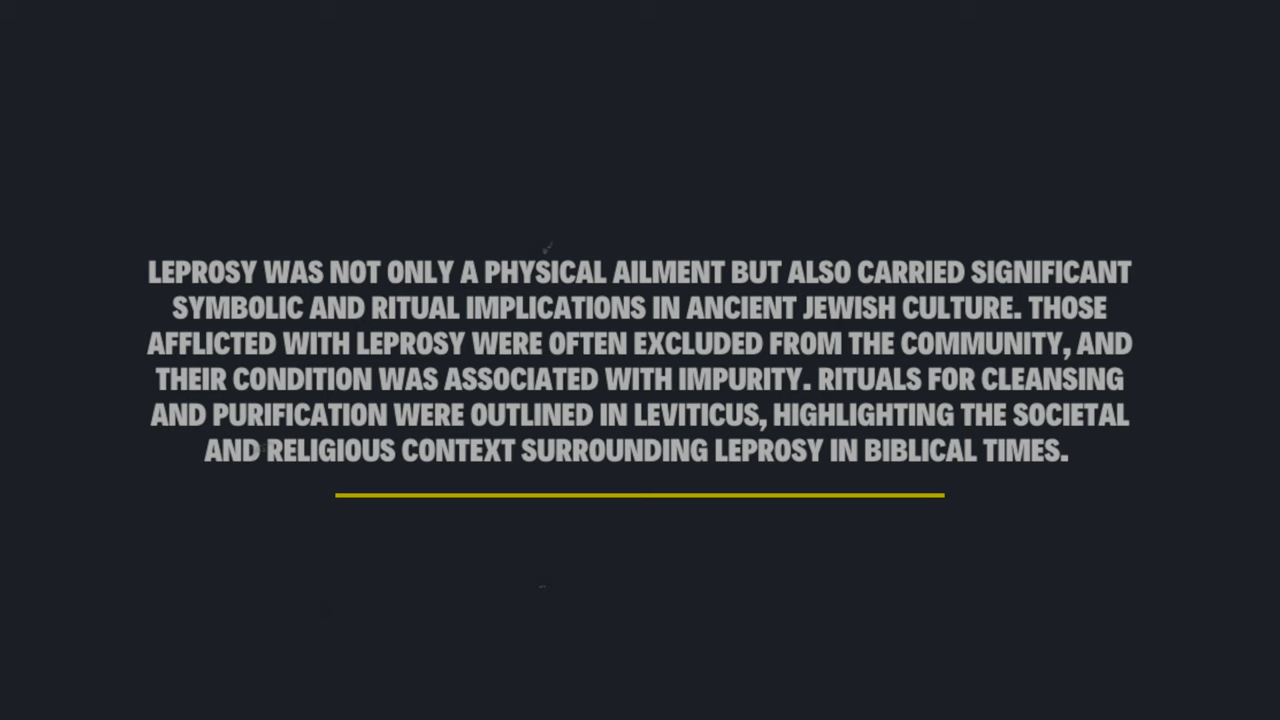 LEPROSY WAS NOT ONLY A PHYSICAL AILMENT BUT ALSO CARRIED SIGNIFICANT
SYMBOLIC AND RITUAL IMPLICATIONS IN ANCIENT JEWISH CULTURE. THOSE
AFFLICTED WITH LEPROSY WERE OFTEN EXCLUDED FROM THE COMMUNITY, AND
THEIR CONDITION WAS ASSOCIATED WITH IMPURITY. RITUALS FOR CLEANSING
AND PURIFICATION WERE OUTLINED IN LEVITICUS, HIGHLIGHTING THE SOCIETAL
AND RELIGIOUS CONTEXT SURROUNDING LEPROSY IN BIBLICAL TIMES.